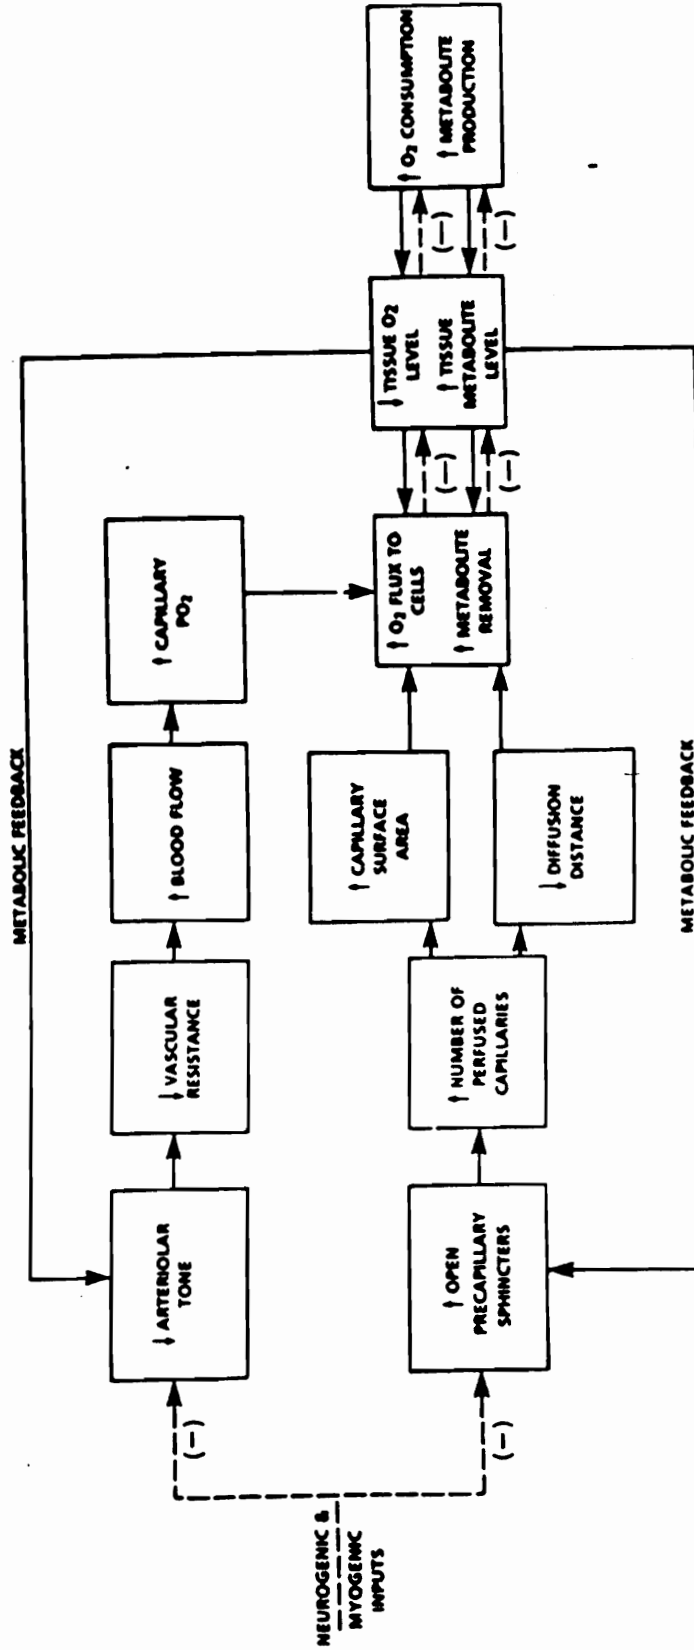 METABOLIC FEEDBACK
NEUROGENIC &
MYOGENIC
INPUTS
(—)
(—)
↓ ARTERIOLAR
TONE
↓ VASCULAR
RESISTANCE
↑ BLOOD FLOW
↑ CAPILLARY
PO₂
↑ OPEN
PRECAPILLARY
SPHINCTERS
↑ NUMBER OF
PERFUSED
CAPILLARIES
↑ CAPILLARY
SURFACE
AREA
↓ DIFFUSION
DISTANCE
↑ O₂ FLUX TO
CELLS
↑ METABOLITE
REMOVAL
(—)
(—)
↓ TISSUE O₂
LEVEL
↑ TISSUE
METABOLITE
LEVEL
(—)
(—)
↑ O₂ CONSUMPTION
↑ METABOLITE
PRODUCTION
METABOLIC FEEDBACK